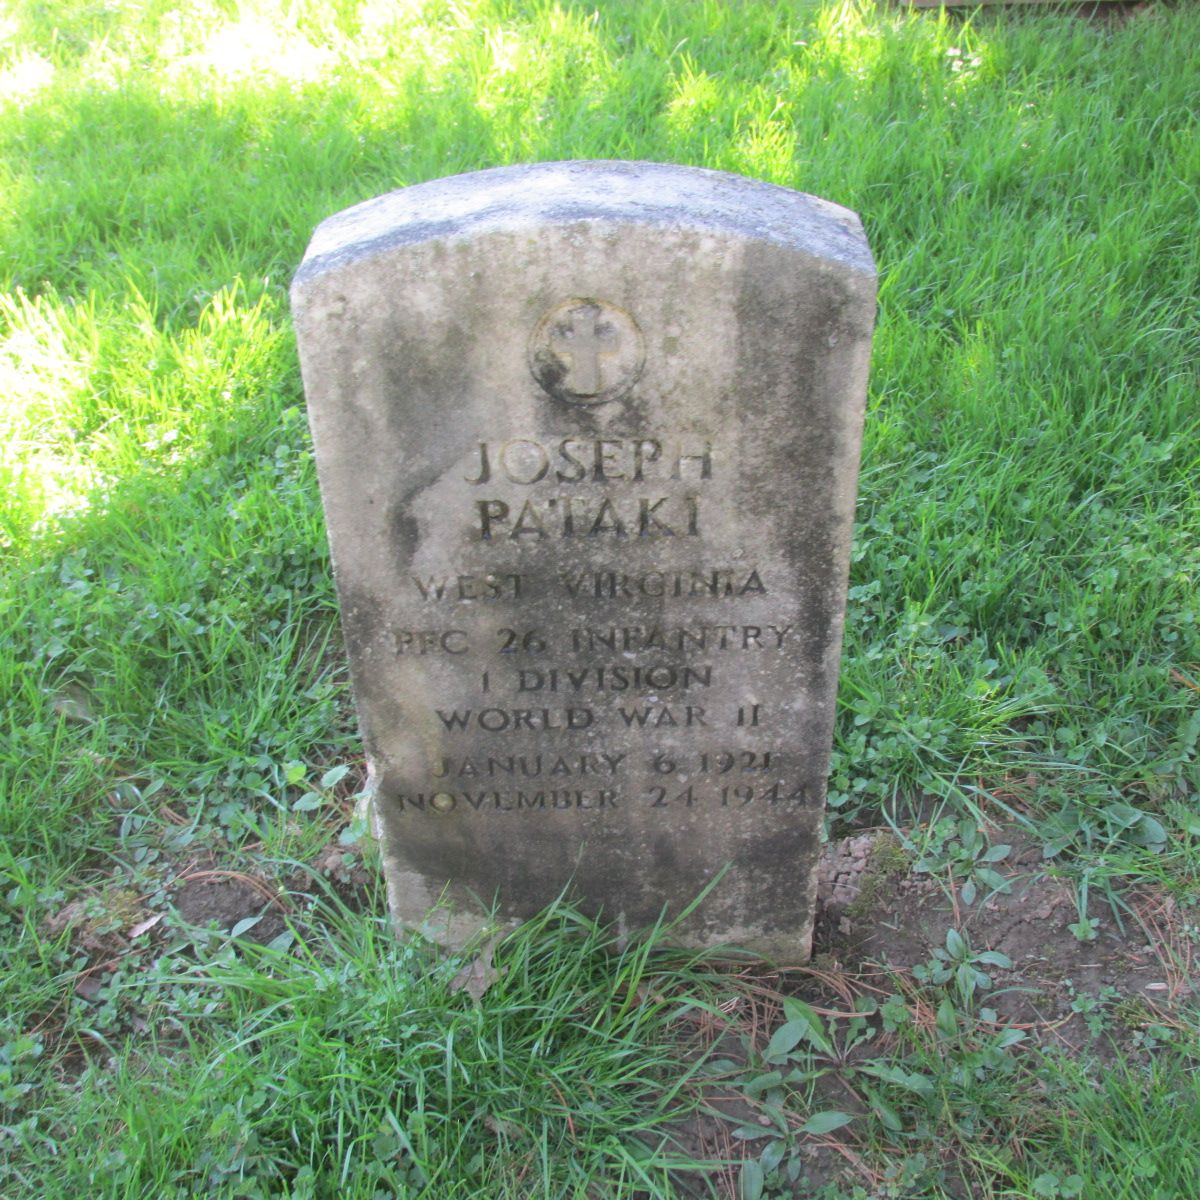 JOSEPH
PATAKI
WEST VIRGINIA
PFC 26 INFANTRY
1 DIVISION
WORLD WAR II
JANUARY 6 1921
NOVEMBER 24 1944